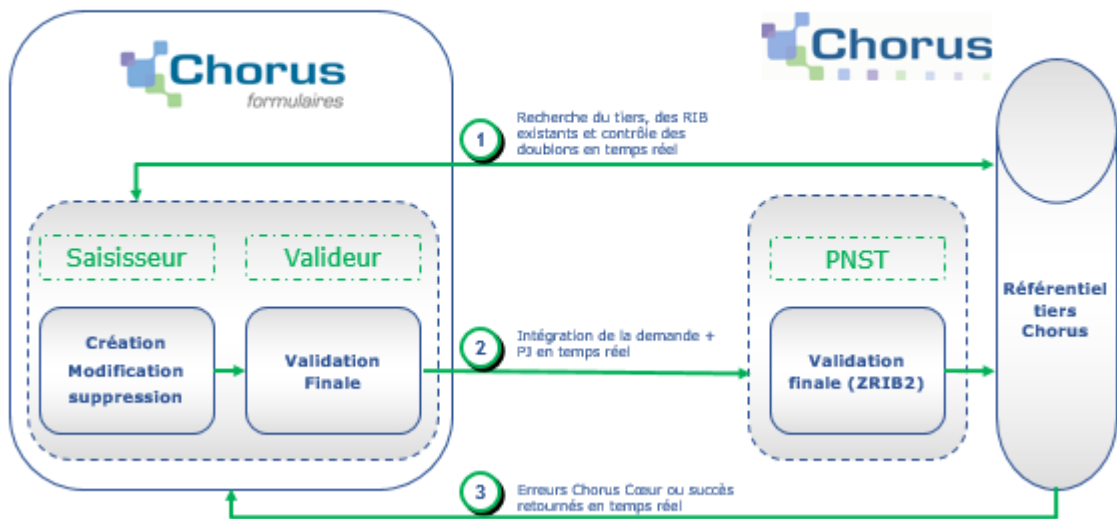 Chorus
formulaires
Chorus
1
Recherche du tiers, des RIB
existants et contrôle des
doublons en temps réel
Saisisseur
Valideur
PNST
Création
Modification
suppression
Validation
Finale
2
Intégration de la demande +
PJ en temps réel
Validation
finale (ZRIB2)
Référentiel
tiers
Chorus
3
Erreurs Chorus Cœur ou succès
retournés en temps réel